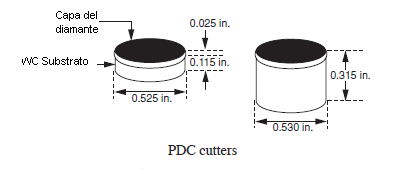 Capa del
diamante
WC Substrato
0.025 in.
0.115 in.
0.525 in.
0.315 in.
0.530 in.
PDC cutters